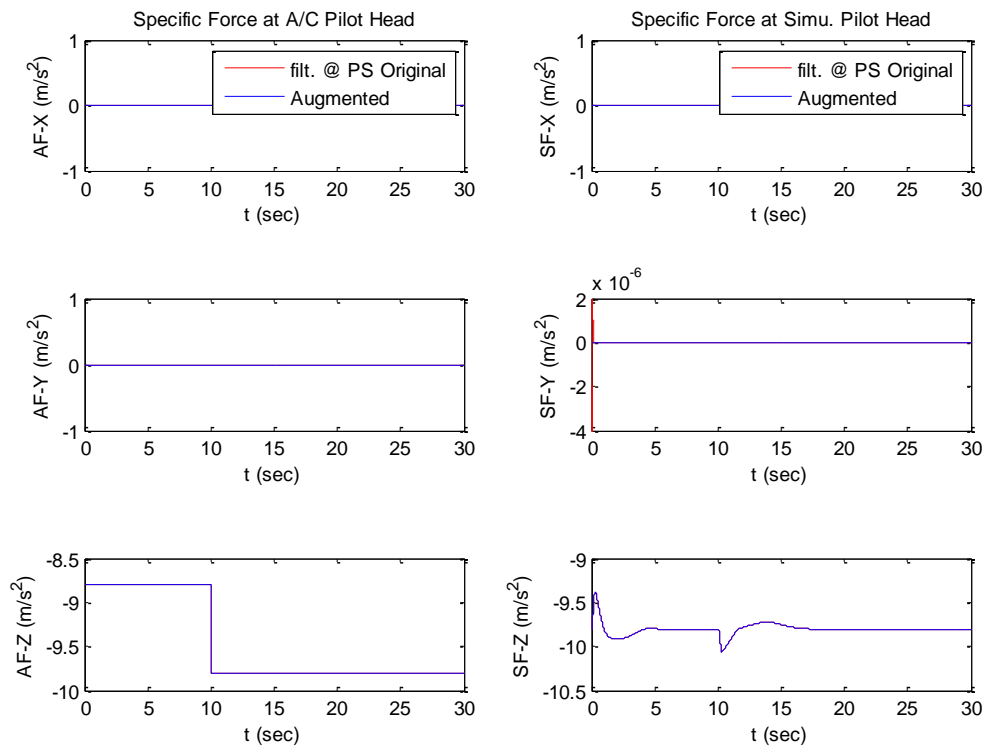 Specific Force at A/C Pilot Head
1
0
-1
AF-X (m/s²)
filt. @ PS Original
Augmented
0 5 10 15 20 25 30
t (sec)
Specific Force at Simu. Pilot Head
1
0
-1
SF-X (m/s²)
filt. @ PS Original
Augmented
0 5 10 15 20 25 30
t (sec)
1
0
-1
AF-Y (m/s²)
0 5 10 15 20 25 30
t (sec)
x 10⁻⁶
2
0
-2
-4
SF-Y (m/s²)
0 5 10 15 20 25 30
t (sec)
-8.5
-9
-9.5
-10
AF-Z (m/s²)
0 5 10 15 20 25 30
t (sec)
-9
-9.5
-10
-10.5
SF-Z (m/s²)
0 5 10 15 20 25 30
t (sec)